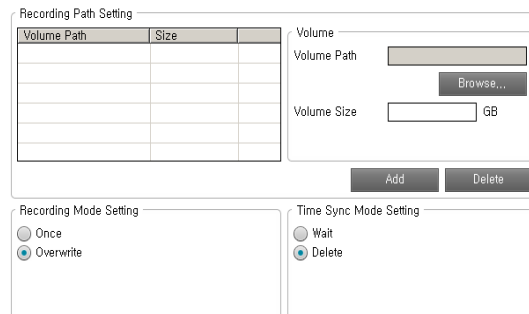 Recording Path Setting
Volume Path Size
Volume
Volume Path
Browse...
Volume Size GB
Add Delete
Recording Mode Setting
Once
Overwrite
Time Sync Mode Setting
Wait
Delete